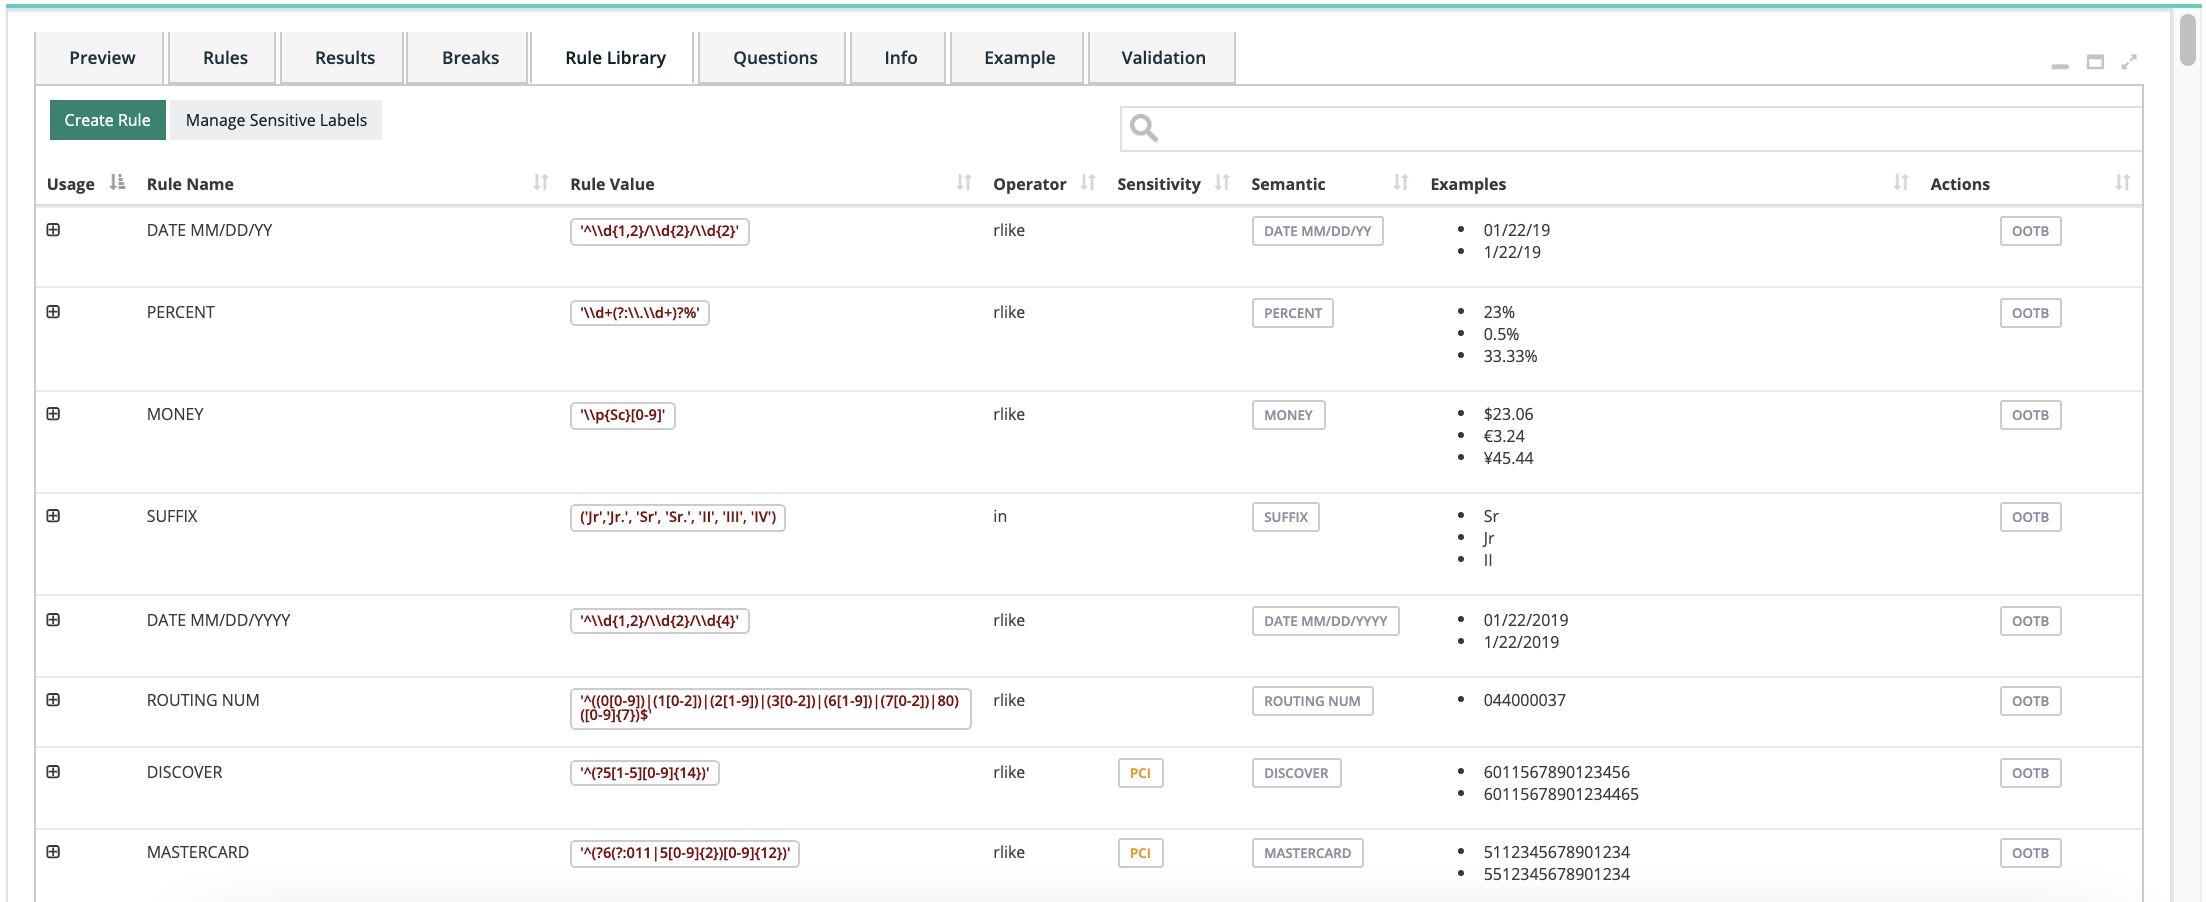 Preview Rules Results Breaks Rule Library Questions Info Example Validation
Create Rule Manage Sensitive Labels
Usage Rule Name Rule Value Operator Sensitivity Semantic Examples Actions
DATE MM/DD/YY '^\\d{1,2}/\\d{2}/\\d{2}' rlike DATE MM/DD/YY 01/22/19 OOTB
1/22/19
PERCENT '\\d+(?:\\.\\d+)?%' rlike PERCENT 23% OOTB
0.5%
33.33%
MONEY '\\p{Sc}[0-9]' rlike MONEY $23.06 OOTB
€3.24
¥45.44
SUFFIX ('Jr','Jr.', 'Sr', 'Sr.', 'II', 'III', 'IV') in SUFFIX Sr OOTB
Jr
II
DATE MM/DD/YYYY '^\\d{1,2}/\\d{2}/\\d{4}' rlike DATE MM/DD/YYYY 01/22/2019 OOTB
1/22/2019
ROUTING NUM '^((0[0-9])|(1[0-2])|(2[1-9])|(3[0-2])|(6[1-9])|(7[0-2])|80) rlike ROUTING NUM 044000037 OOTB
([0-9]{7})$'
DISCOVER '^(?5[1-5][0-9]{14})' rlike PCI DISCOVER 6011567890123456 OOTB
60115678901234465
MASTERCARD '^(?6(?:011|5[0-9]{2})[0-9]{12})' rlike PCI MASTERCARD 5112345678901234 OOTB
5512345678901234